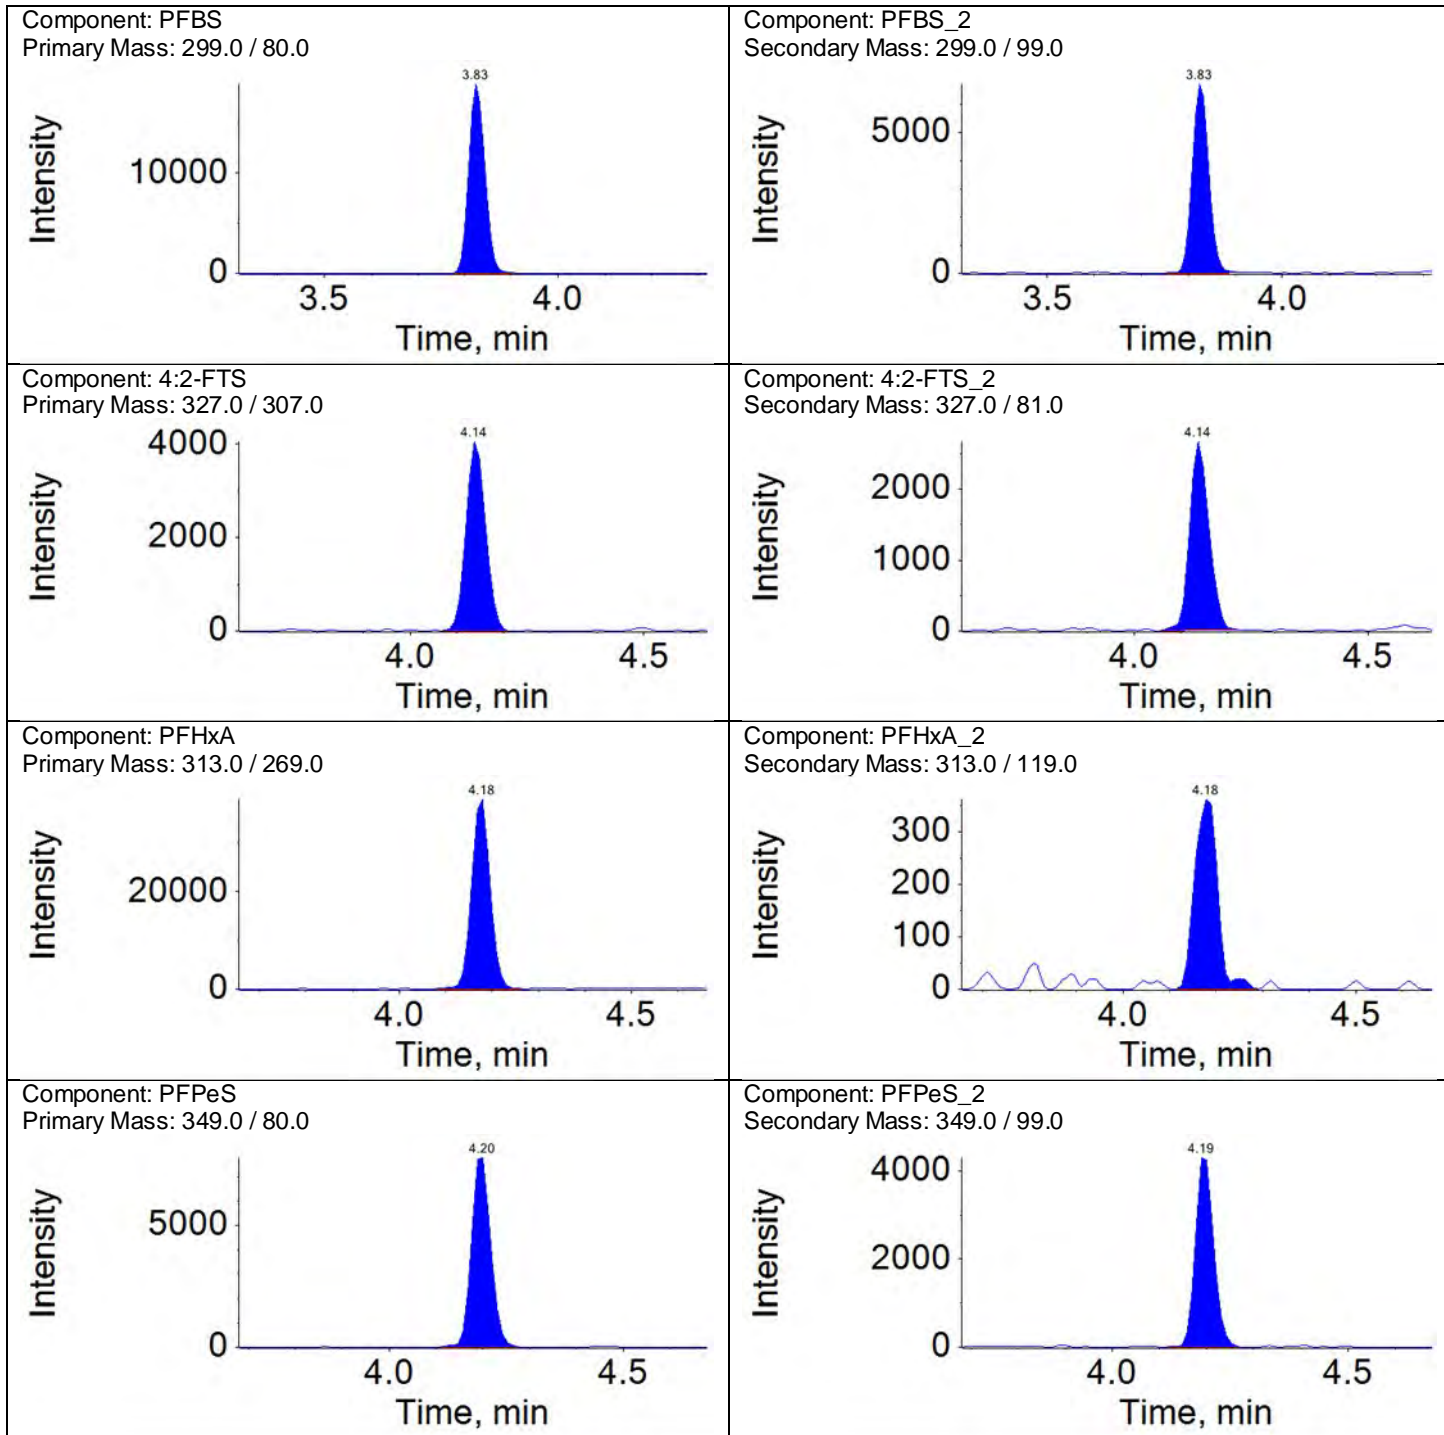 Component: PFBS
Primary Mass: 299.0 / 80.0
3.83
Intensity
10000
0
3.5 4.0
Time, min
Component: PFBS_2
Secondary Mass: 299.0 / 99.0
3.83
Intensity
5000
0
3.5 4.0
Time, min
Component: 4:2-FTS
Primary Mass: 327.0 / 307.0
4.14
Intensity
4000
2000
0
4.0 4.5
Time, min
Component: 4:2-FTS_2
Secondary Mass: 327.0 / 81.0
4.14
Intensity
2000
1000
0
4.0 4.5
Time, min
Component: PFHxA
Primary Mass: 313.0 / 269.0
4.18
Intensity
20000
0
4.0 4.5
Time, min
Component: PFHxA_2
Secondary Mass: 313.0 / 119.0
4.18
Intensity
300
200
100
0
4.0 4.5
Time, min
Component: PFPeS
Primary Mass: 349.0 / 80.0
4.20
Intensity
5000
0
4.0 4.5
Time, min
Component: PFPeS_2
Secondary Mass: 349.0 / 99.0
4.19
Intensity
4000
2000
0
4.0 4.5
Time, min